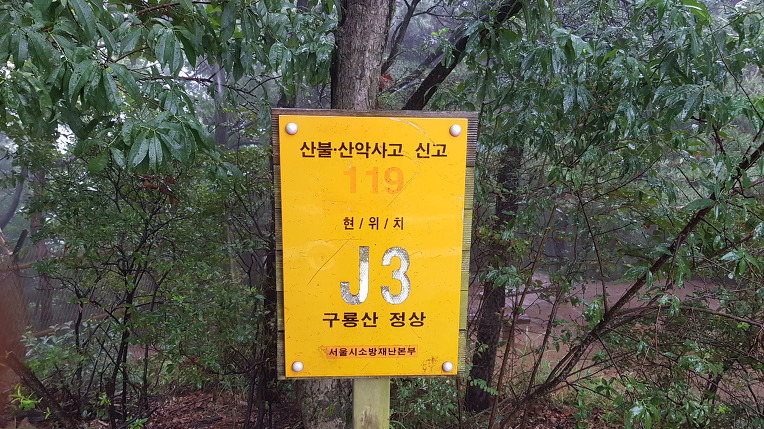 산불·산악사고 신고
119
현/위/치
J3
구룡산 정상
서울시소방재난본부